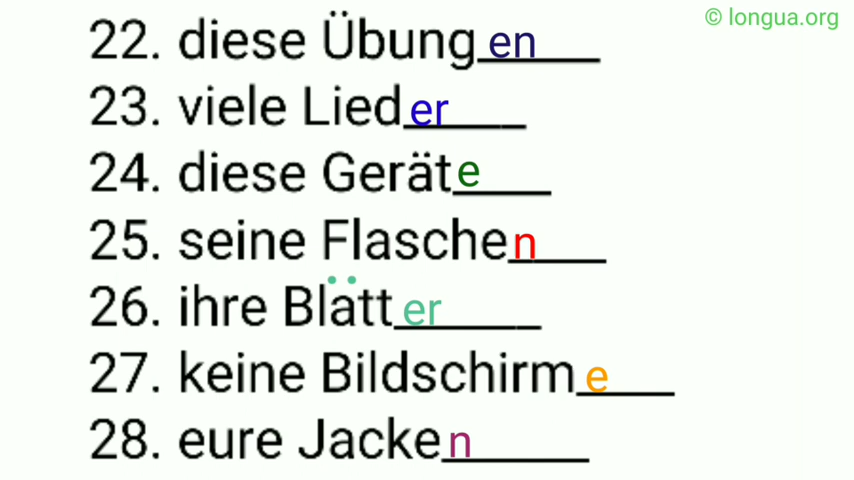 © longua.org
22. diese Übungen
23. viele Lieder
24. diese Geräte
25. seine Flaschen
26. ihre Blätter
27. keine Bildschirme
28. eure Jacken